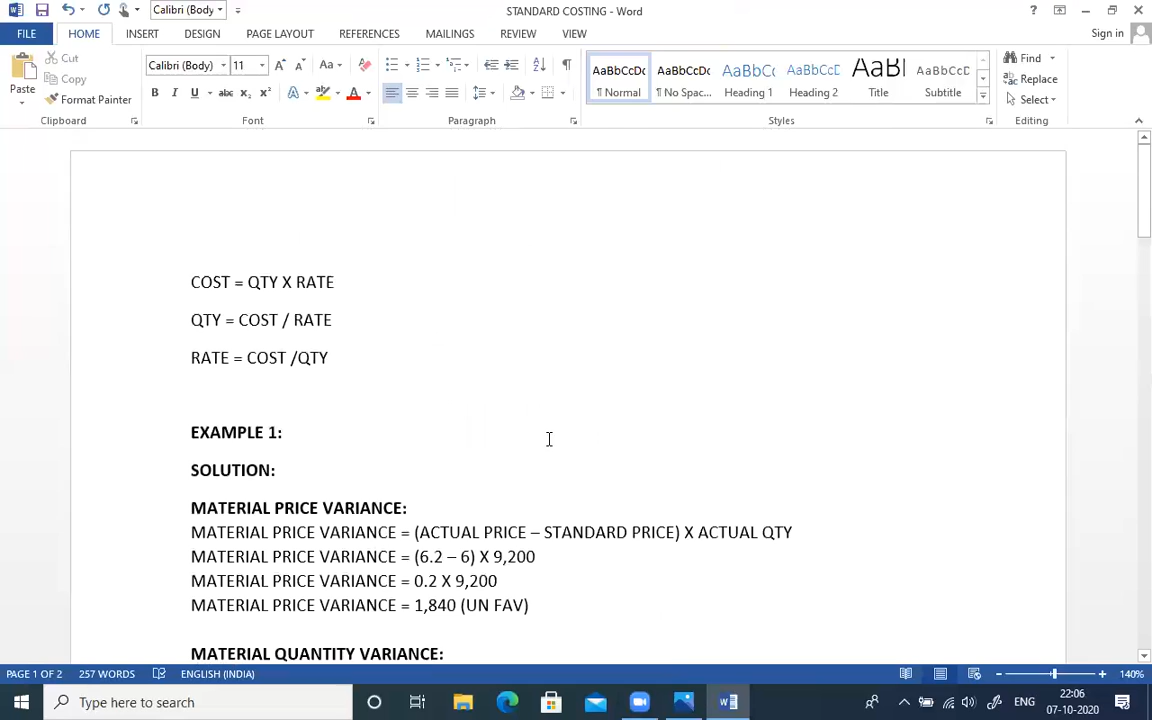 Calibri (Body
STANDARD COSTING - Word
?
FILE
HOME
INSERT
DESIGN
PAGE LAYOUT
REFERENCES
MAILINGS
REVIEW
VIEW
Sign in
Paste
Cut
Copy
Format Painter
Clipboard
Calibri (Body)
11
A A Aa
B I U abc x₂ x²
A A
Font
Paragraph
AaBbCcDc
¶ Normal
AaBbCcDc
¶ No Spac...
AaBbCc
Heading 1
AaBbCcD
Heading 2
AaBl
Title
AaBbCcD
Subtitle
Styles
Find
Replace
Select
Editing
COST = QTY X RATE
QTY = COST / RATE
RATE = COST /QTY
EXAMPLE 1:
SOLUTION:
MATERIAL PRICE VARIANCE:
MATERIAL PRICE VARIANCE = (ACTUAL PRICE – STANDARD PRICE) X ACTUAL QTY
MATERIAL PRICE VARIANCE = (6.2 – 6) X 9,200
MATERIAL PRICE VARIANCE = 0.2 X 9,200
MATERIAL PRICE VARIANCE = 1,840 (UN FAV)
MATERIAL QUANTITY VARIANCE:
PAGE 1 OF 2
257 WORDS
ENGLISH (INDIA)
140%
Type here to search
ENG
22:06
07-10-2020